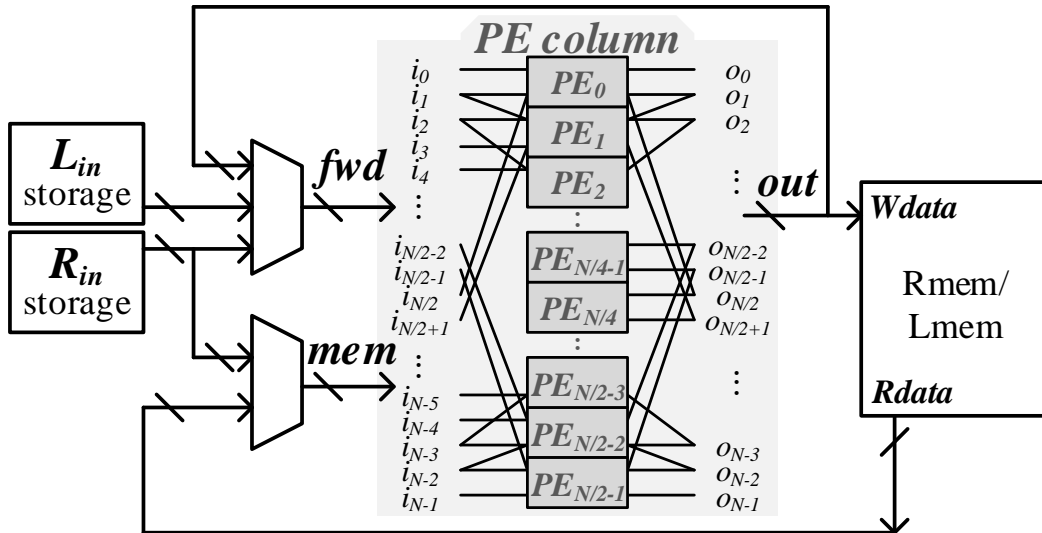 PE column
L_in
storage
R_in
storage
fwd
mem
i_0
i_1
i_2
i_3
i_4
⋮
i_{N/2-2}
i_{N/2-1}
i_{N/2}
i_{N/2+1}
⋮
i_{N-5}
i_{N-4}
i_{N-3}
i_{N-2}
i_{N-1}
PE_0
PE_1
PE_2
⋮
PE_{N/4-1}
PE_{N/4}
⋮
PE_{N/2-3}
PE_{N/2-2}
PE_{N/2-1}
o_0
o_1
o_2
⋮
o_{N/2-2}
o_{N/2-1}
o_{N/2}
o_{N/2+1}
⋮
o_{N-3}
o_{N-2}
o_{N-1}
out
Wdata
Rmem/
Lmem
Rdata